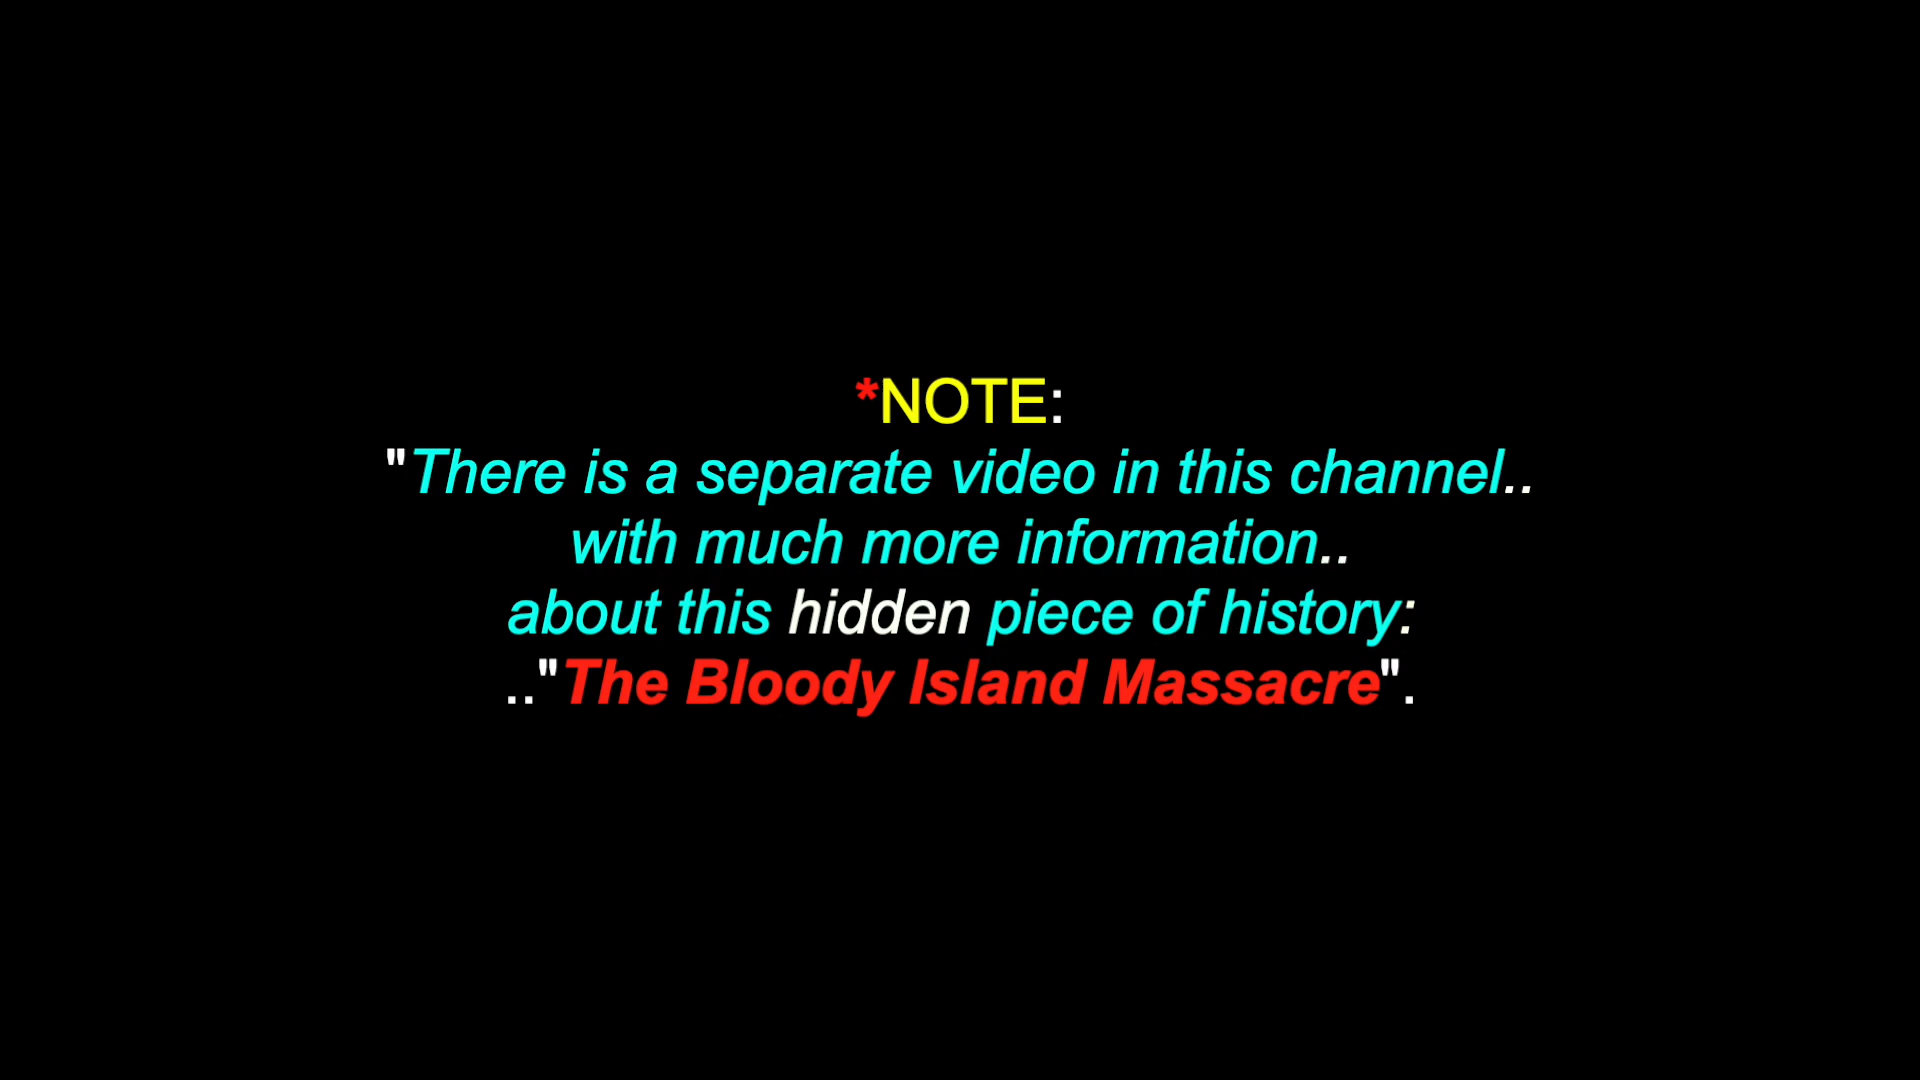 *NOTE:
"There is a separate video in this channel..
with much more information..
about this hidden piece of history:
.."The Bloody Island Massacre".